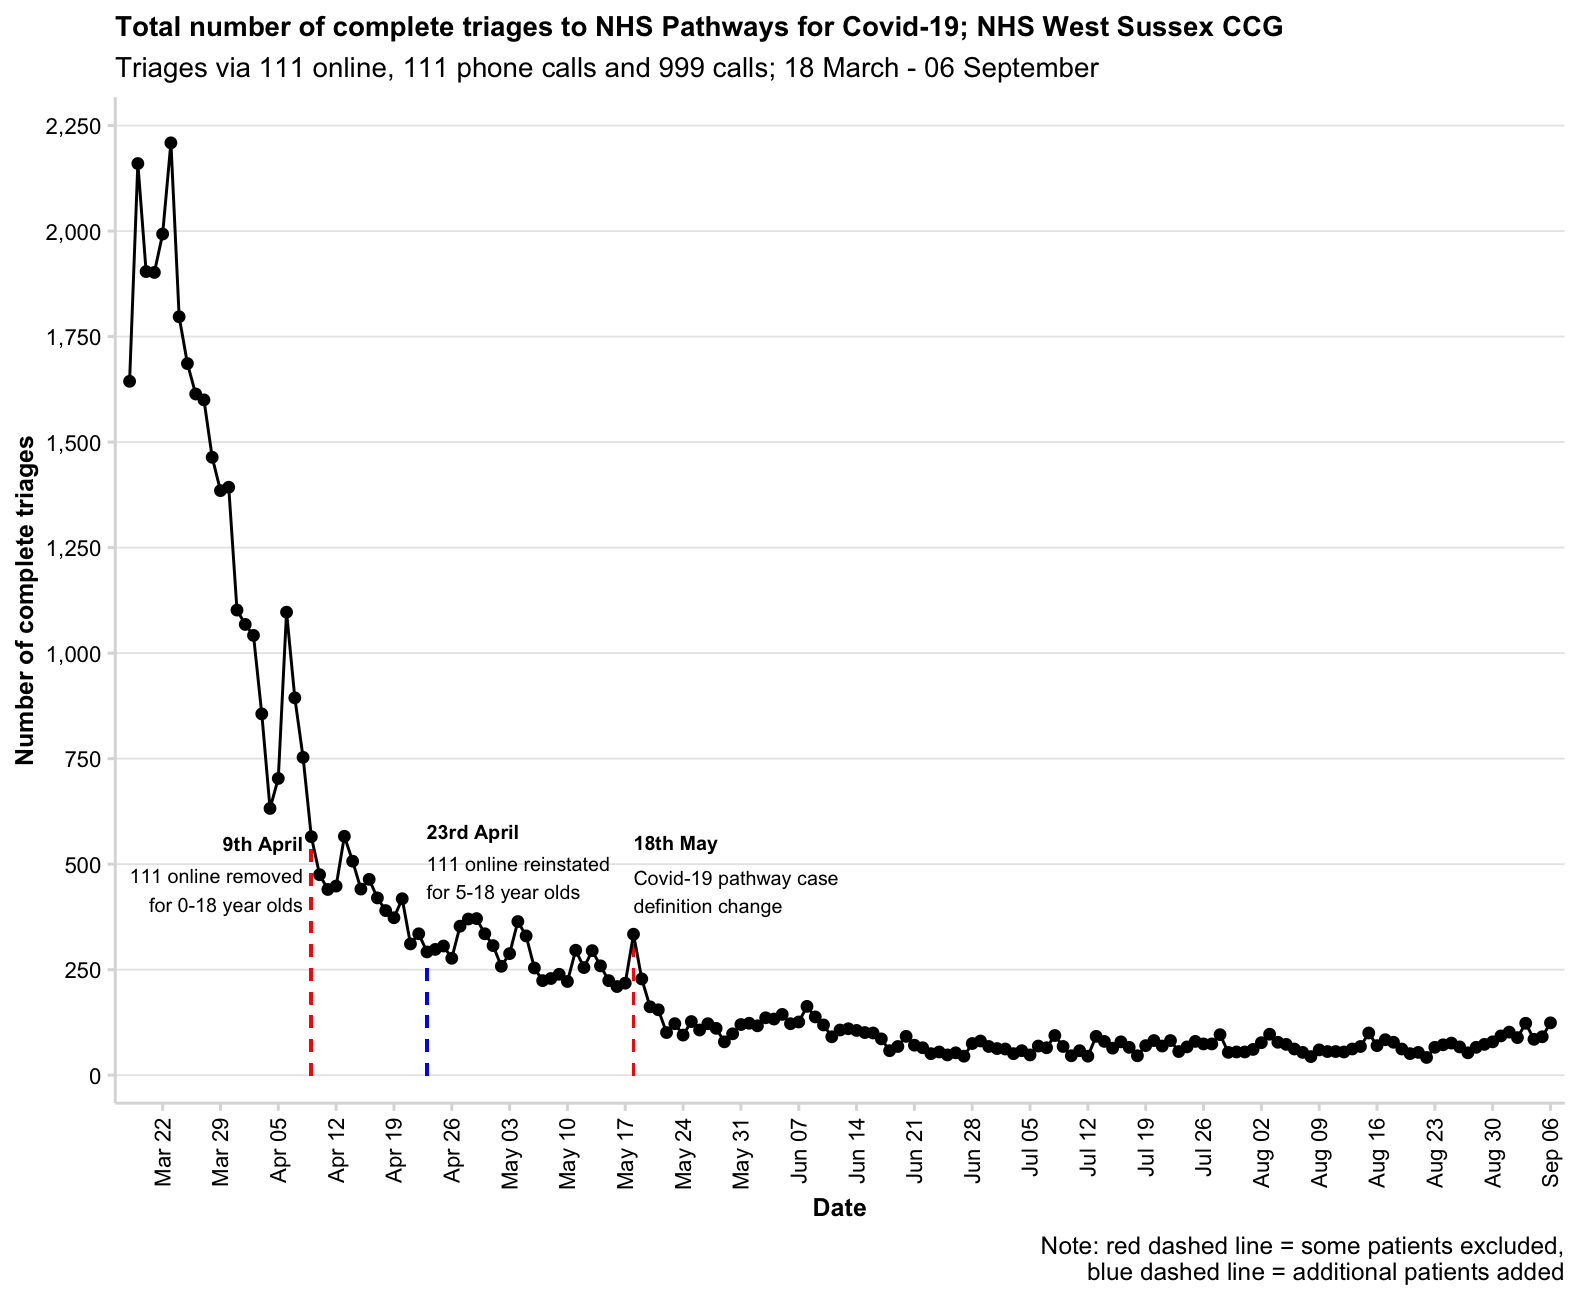 Total number of complete triages to NHS Pathways for Covid-19; NHS West Sussex CCG
Triages via 111 online, 111 phone calls and 999 calls; 18 March - 06 September
Number of complete triages
2,250
2,000
1,750
1,500
1,250
1,000
750
500
250
0
9th April
111 online removed
for 0-18 year olds
23rd April
111 online reinstated
for 5-18 year olds
18th May
Covid-19 pathway case
definition change
Mar 22
Mar 29
Apr 05
Apr 12
Apr 19
Apr 26
May 03
May 10
May 17
May 24
May 31
Jun 07
Jun 14
Jun 21
Jun 28
Jul 05
Jul 12
Jul 19
Jul 26
Aug 02
Aug 09
Aug 16
Aug 23
Aug 30
Sep 06
Date
Note: red dashed line = some patients excluded,
blue dashed line = additional patients added